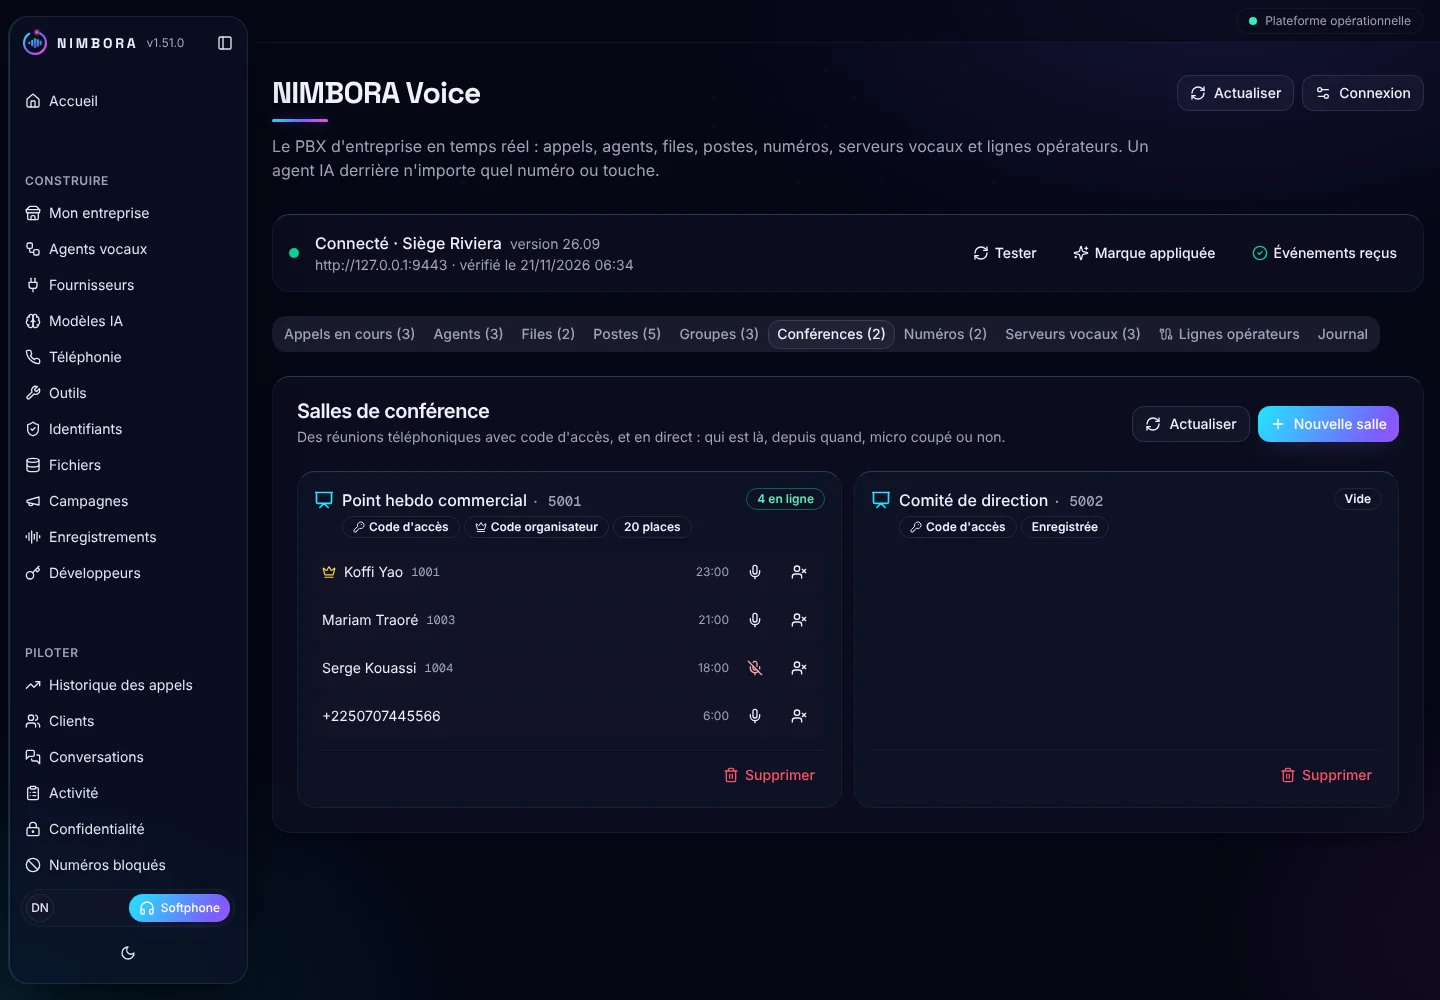 NIMBORA v1.51.0
Plateforme opérationnelle
Accueil
CONSTRUIRE
Mon entreprise
Agents vocaux
Fournisseurs
Modèles IA
Téléphonie
Outils
Identifiants
Fichiers
Campagnes
Enregistrements
Développeurs
PILOTER
Historique des appels
Clients
Conversations
Activité
Confidentialité
Numéros bloqués
DN Softphone
NIMBORA Voice
Actualiser Connexion
Le PBX d'entreprise en temps réel : appels, agents, files, postes, numéros, serveurs vocaux et lignes opérateurs. Un
agent IA derrière n'importe quel numéro ou touche.
Connecté · Siège Riviera version 26.09
http://127.0.0.1:9443 · vérifié le 21/11/2026 06:34
Tester Marque appliquée Événements reçus
Appels en cours (3) Agents (3) Files (2) Postes (5) Groupes (3) Conférences (2) Numéros (2) Serveurs vocaux (3) Lignes opérateurs Journal
Salles de conférence
Des réunions téléphoniques avec code d'accès, et en direct : qui est là, depuis quand, micro coupé ou non.
Actualiser + Nouvelle salle
Point hebdo commercial · 5001 4 en ligne
Code d'accès Code organisateur 20 places
Koffi Yao 1001 23:00
Mariam Traoré 1003 21:00
Serge Kouassi 1004 18:00
+2250707445566 6:00
Supprimer
Comité de direction · 5002 Vide
Code d'accès Enregistrée
Supprimer